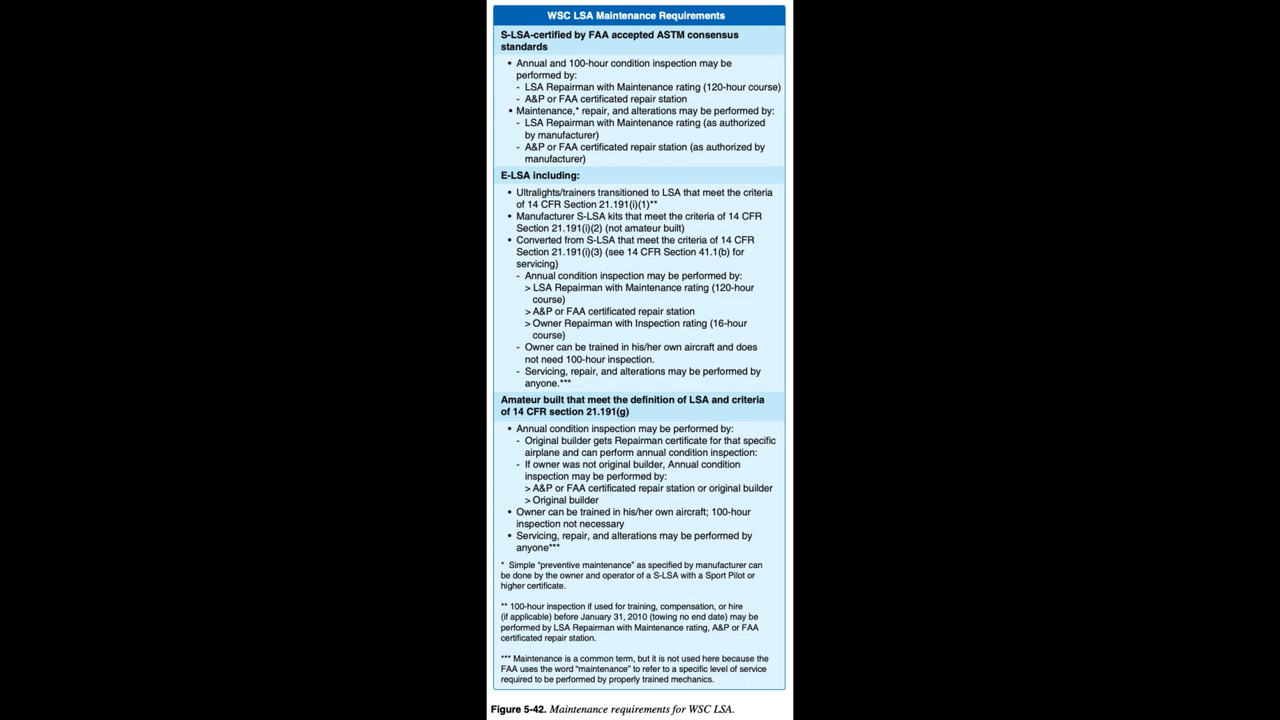 WSC LSA Maintenance Requirements
S-LSA-certified by FAA accepted ASTM consensus
standards
• Annual and 100-hour condition inspection may be
performed by:
- LSA Repairman with Maintenance rating (120-hour course)
- A&P or FAA certificated repair station
• Maintenance,* repair, and alterations may be performed by:
- LSA Repairman with Maintenance rating (as authorized
by manufacturer)
- A&P or FAA certificated repair station (as authorized by
manufacturer)
E-LSA including:
• Ultralights/trainers transitioned to LSA that meet the criteria
of 14 CFR Section 21.191(i)(1)**
• Manufacturer S-LSA kits that meet the criteria of 14 CFR
Section 21.191(i)(2) (not amateur built)
• Converted from S-LSA that meet the criteria of 14 CFR
Section 21.191(i)(3) (see 14 CFR Section 41.1(b) for
servicing)
- Annual condition inspection may be performed by:
> LSA Repairman with Maintenance rating (120-hour
course)
> A&P or FAA certificated repair station
> Owner Repairman with Inspection rating (16-hour
course)
- Owner can be trained in his/her own aircraft and does
not need 100-hour inspection.
- Servicing, repair, and alterations may be performed by
anyone.***
Amateur built that meet the definition of LSA and criteria
of 14 CFR section 21.191(g)
• Annual condition inspection may be performed by:
- Original builder gets Repairman certificate for that specific
airplane and can perform annual condition inspection:
- If owner was not original builder, Annual condition
inspection may be performed by:
> A&P or FAA certificated repair station or original builder
> Original builder
• Owner can be trained in his/her own aircraft; 100-hour
inspection not necessary
• Servicing, repair, and alterations may be performed by
anyone***
* Simple “preventive maintenance” as specified by manufacturer can
be done by the owner and operator of a S-LSA with a Sport Pilot or
higher certificate.
** 100-hour inspection if used for training, compensation, or hire
(if applicable) before January 31, 2010 (towing no end date) may be
performed by LSA Repairman with Maintenance rating, A&P or FAA
certificated repair station.
*** Maintenance is a common term, but it is not used here because the
FAA uses the word “maintenance” to refer to a specific level of service
required to be performed by properly trained mechanics.
Figure 5-42. Maintenance requirements for WSC LSA.